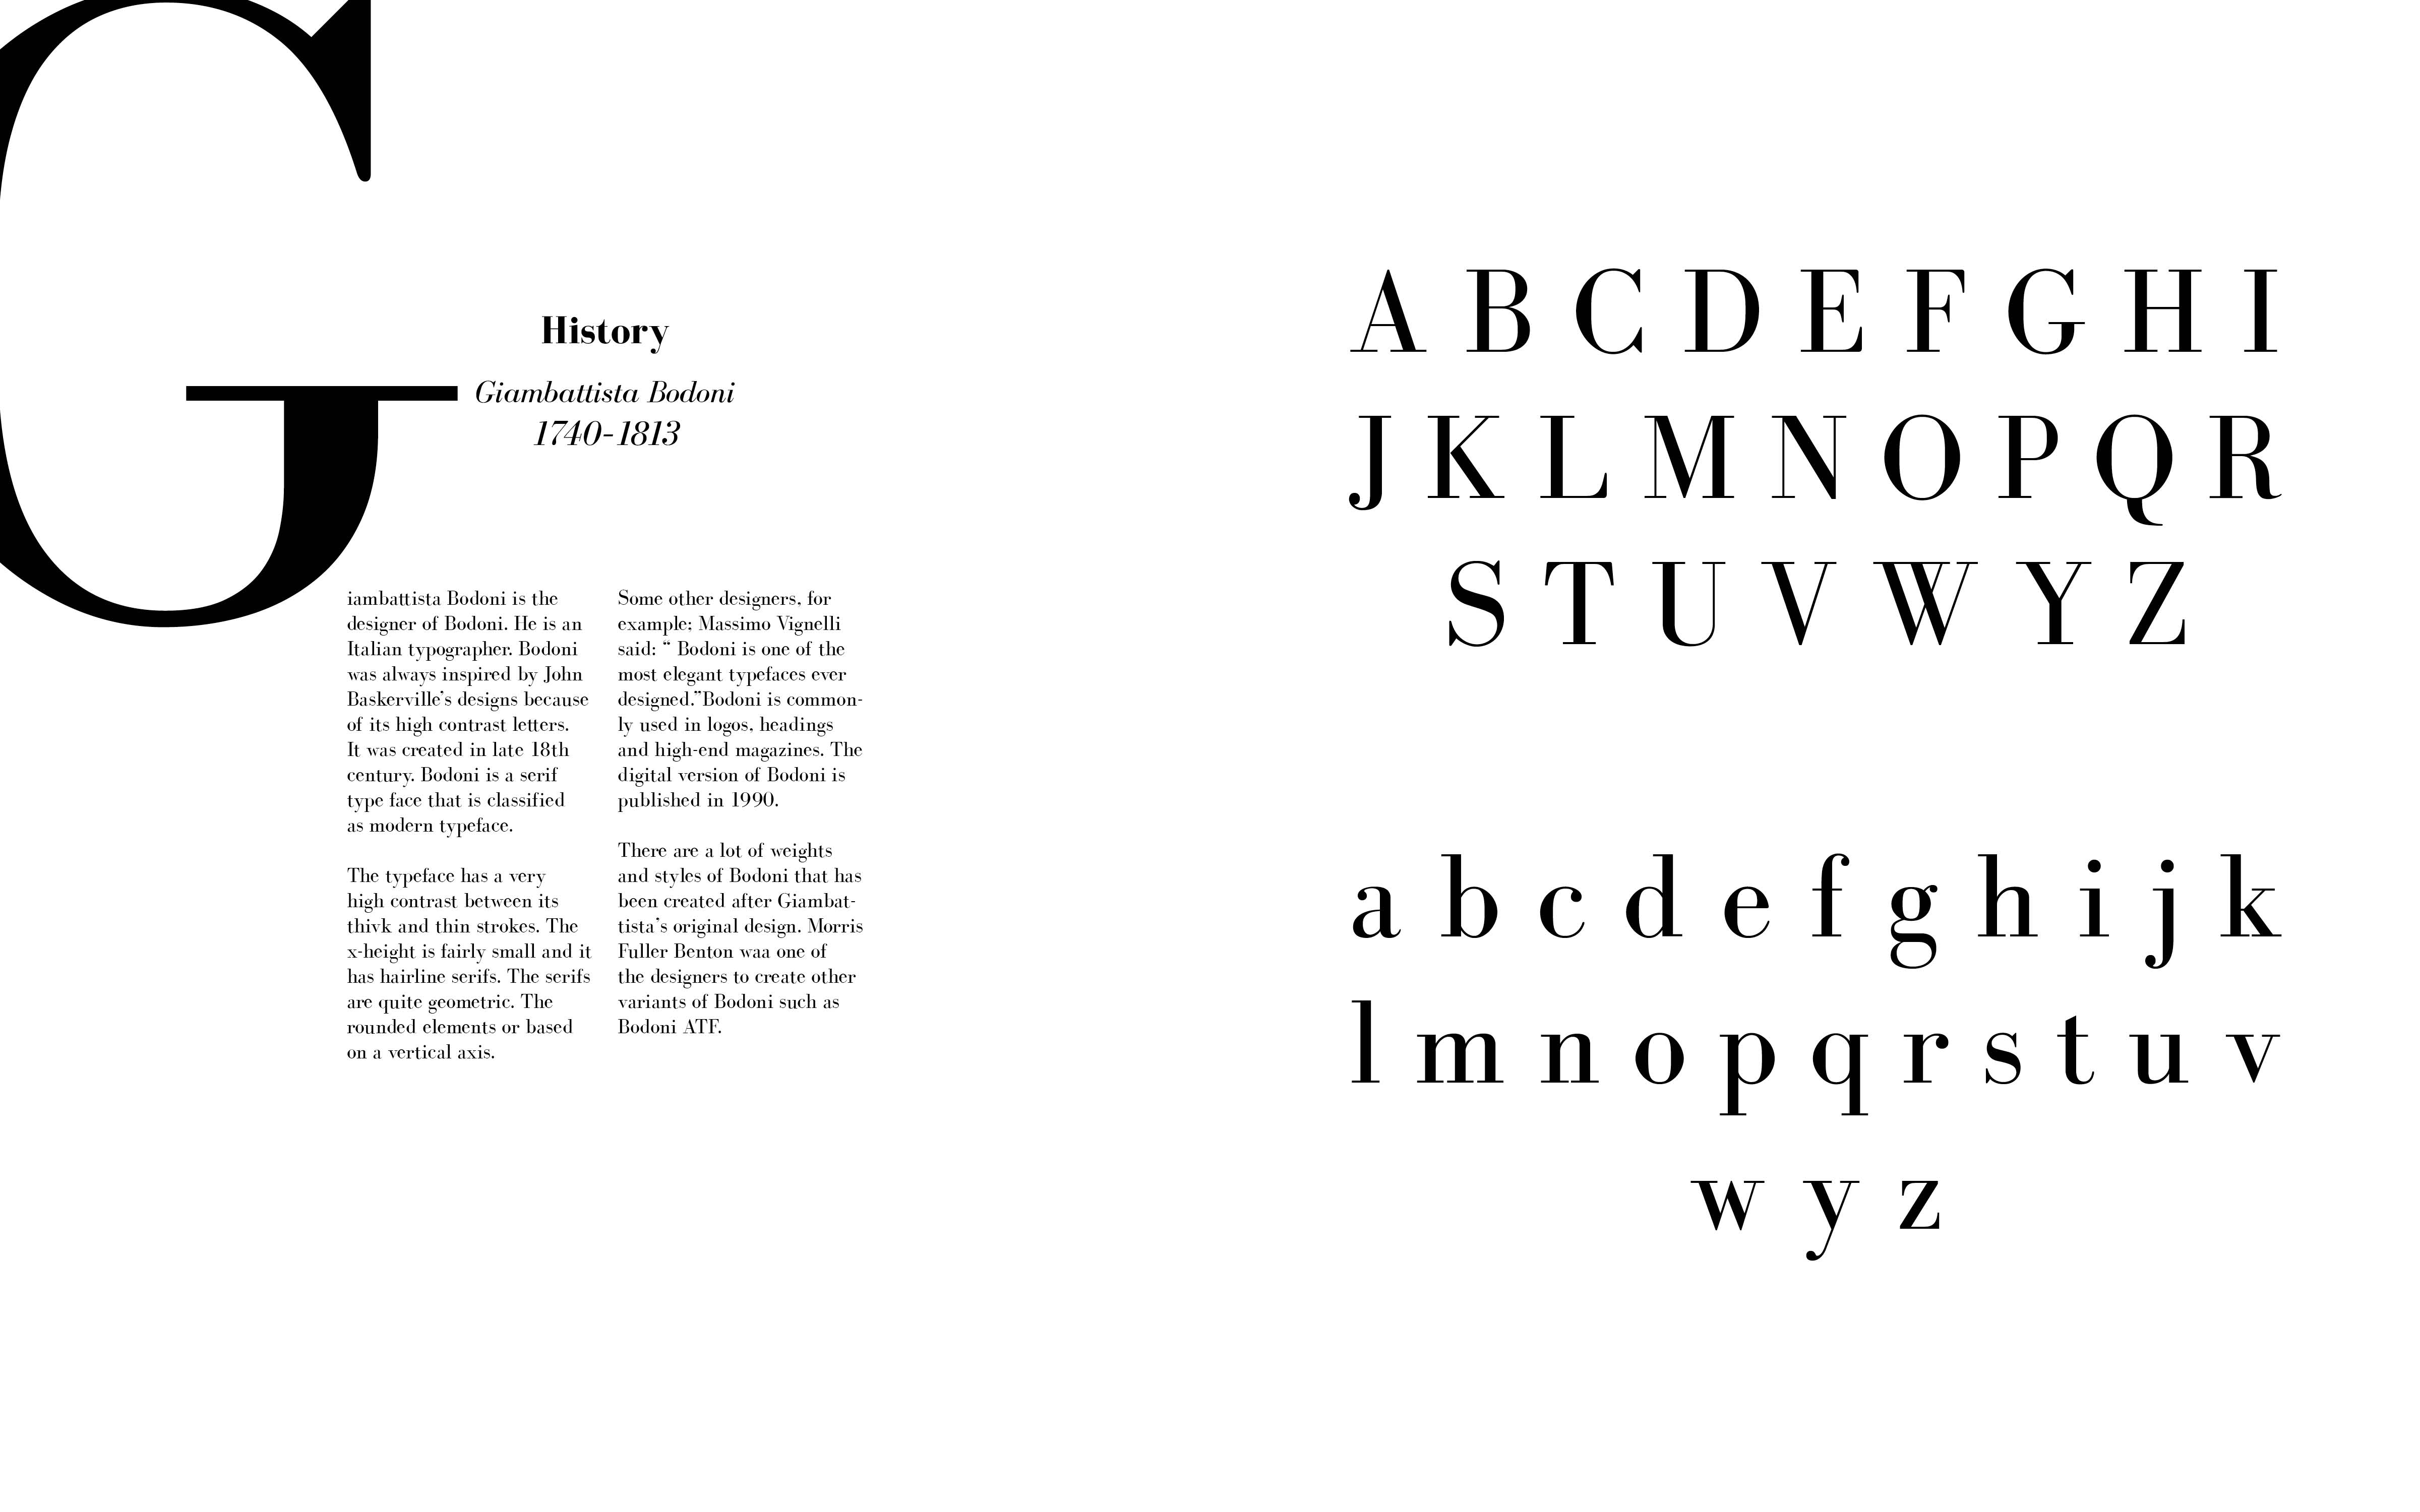 G
History
Giambattista Bodoni
1740-1813
iambattista Bodoni is the
designer of Bodoni. He is an
Italian typographer. Bodoni
was always inspired by John
Baskerville's designs because
of its high contrast letters.
It was created in late 18th
century. Bodoni is a serif
type face that is classified
as modern typeface.
The typeface has a very
high contrast between its
thivk and thin strokes. The
x-height is fairly small and it
has hairline serifs. The serifs
are quite geometric. The
rounded elements or based
on a vertical axis.
Some other designers, for
example; Massimo Vignelli
said: “ Bodoni is one of the
most elegant typefaces ever
designed.”Bodoni is common-
ly used in logos, headings
and high-end magazines. The
digital version of Bodoni is
published in 1990.
There are a lot of weights
and styles of Bodoni that has
been created after Giambat-
tista's original design. Morris
Fuller Benton waa one of
the designers to create other
variants of Bodoni such as
Bodoni ATF.
A B C D E F G H I
J K L M N O P Q R
S T U V W Y Z
a b c d e f g h i j k
l m n o p q r s t u v
w y z